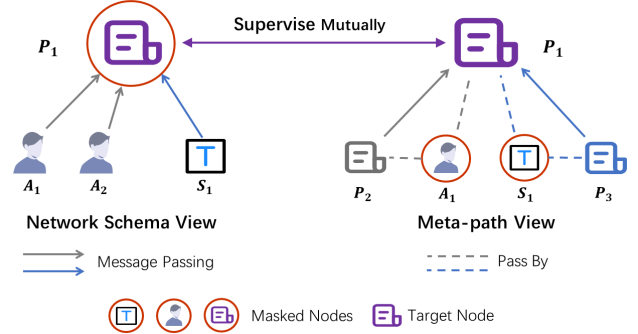 Supervise Mutually
P1
P1
T
T
A1
A2
S1
P2
A1
S1
P3
Network Schema View
Meta-path View
Message Passing
Pass By
T
Masked Nodes
Target Node